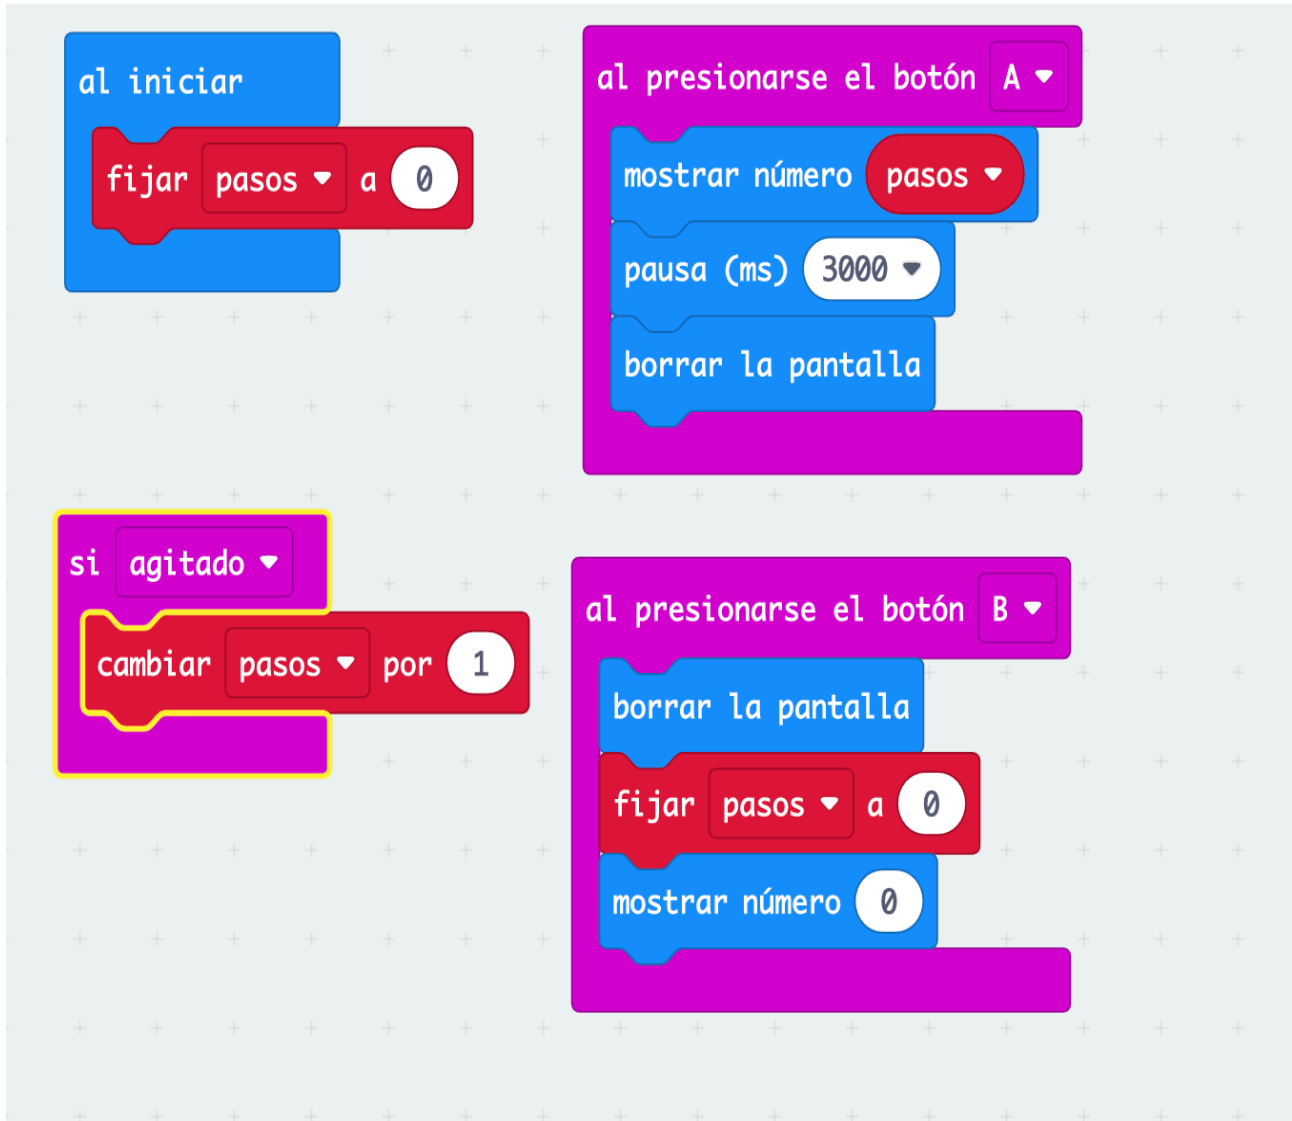 al iniciar
fijar pasos a 0
al presionarse el botón A
mostrar número pasos
pausa (ms) 3000
borrar la pantalla
si agitado
cambiar pasos por 1
al presionarse el botón B
borrar la pantalla
fijar pasos a 0
mostrar número 0